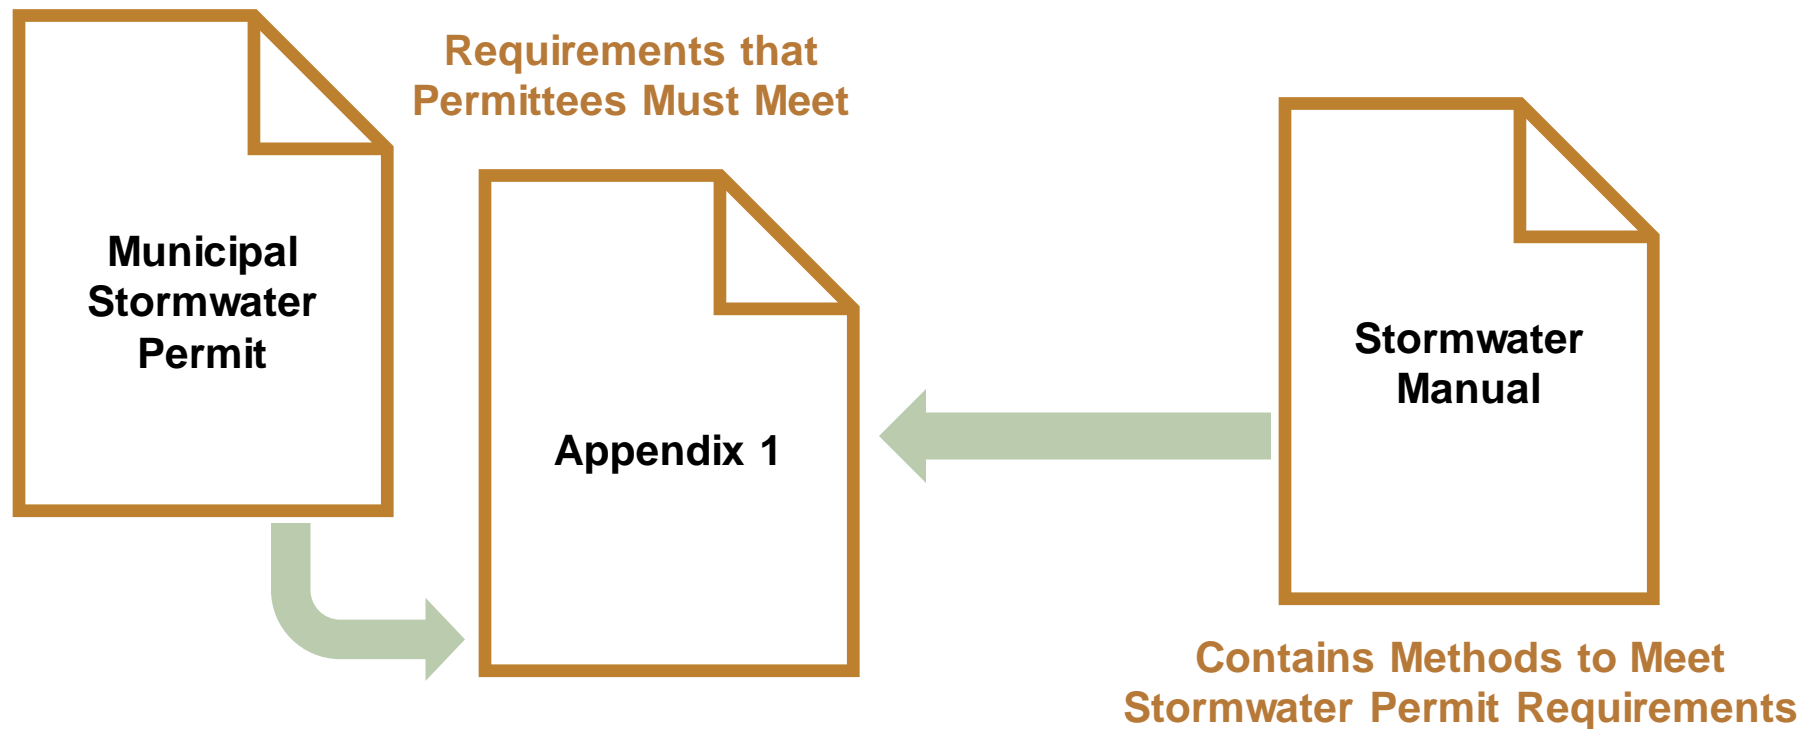 Requirements that
Permittees Must Meet
Municipal
Stormwater
Permit
Appendix 1
Stormwater
Manual
Contains Methods to Meet
Stormwater Permit Requirements